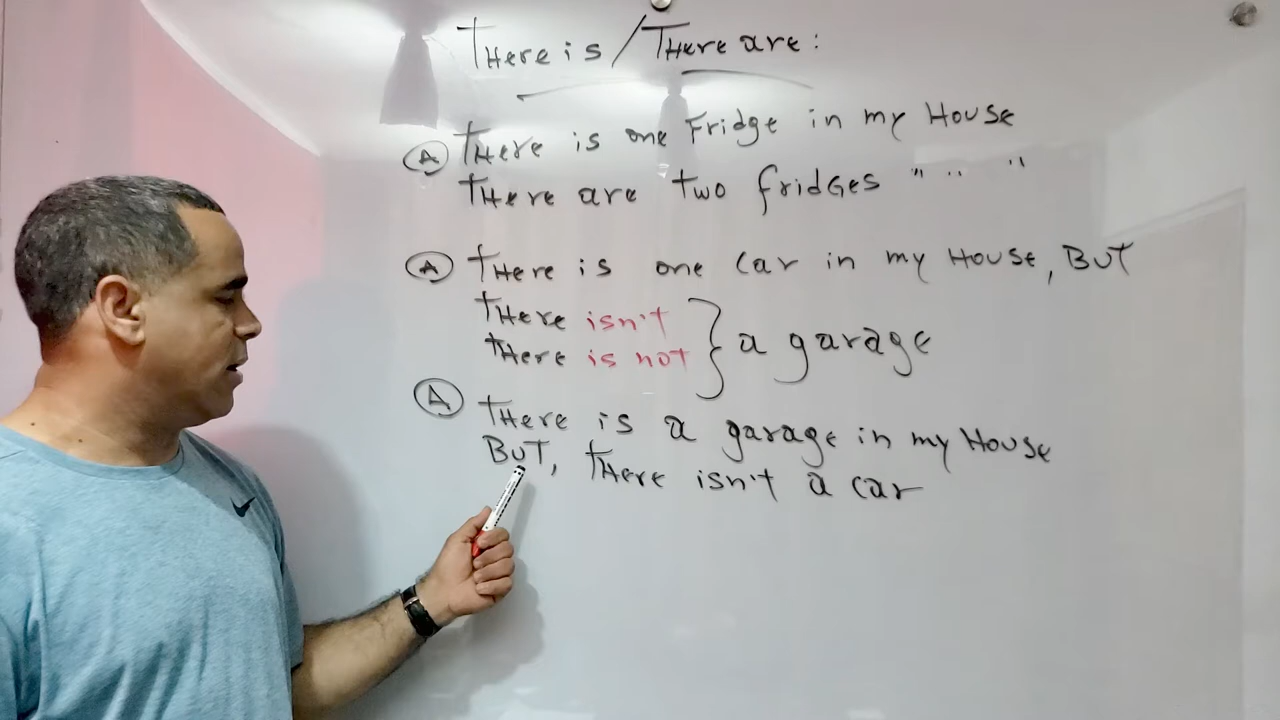 There is / There are:
A There is one Fridge in my House
There are two fridges " " "
A There is one car in my House, BUT
there isn't
there is not } a garage
A There is a garage in my House
BUT, there isn't a car